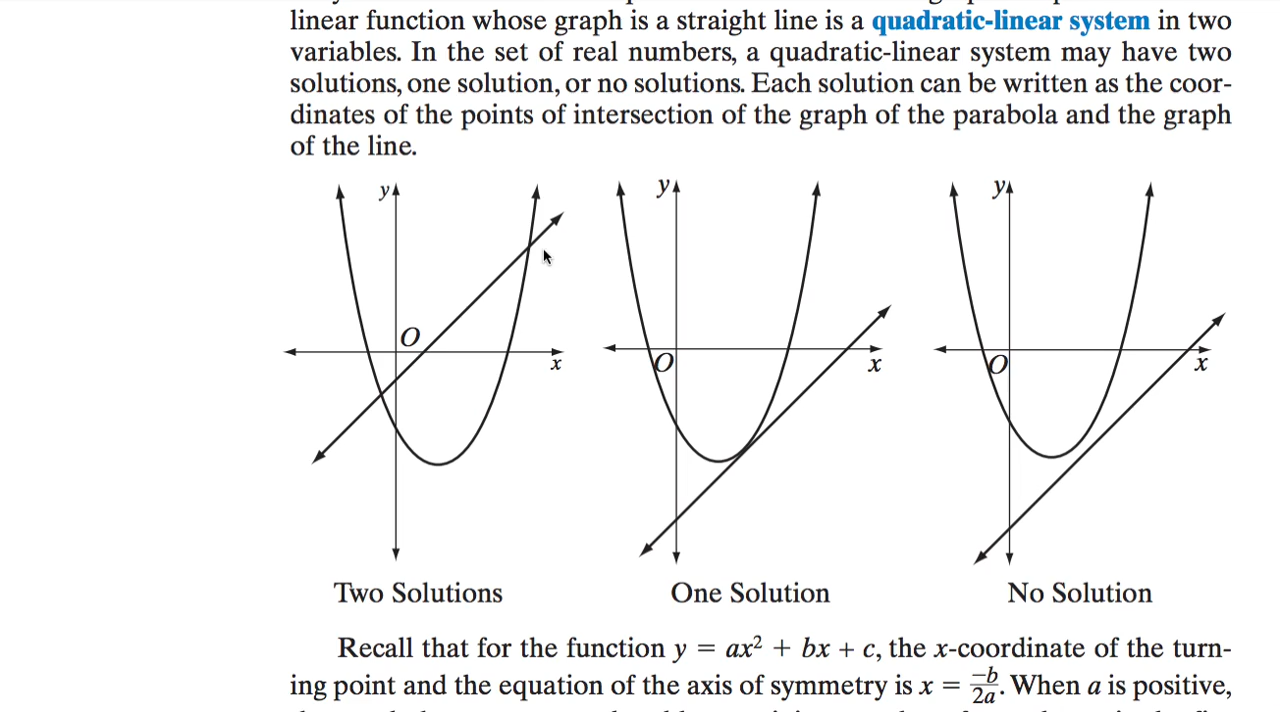 linear function whose graph is a straight line is a quadratic-linear system in two
variables. In the set of real numbers, a quadratic-linear system may have two
solutions, one solution, or no solutions. Each solution can be written as the coor-
dinates of the points of intersection of the graph of the parabola and the graph
of the line.
y y y
O
x
O x
O x
Two Solutions One Solution No Solution
Recall that for the function y = ax² + bx + c, the x-coordinate of the turn-
ing point and the equation of the axis of symmetry is x = -b/2a. When a is positive,